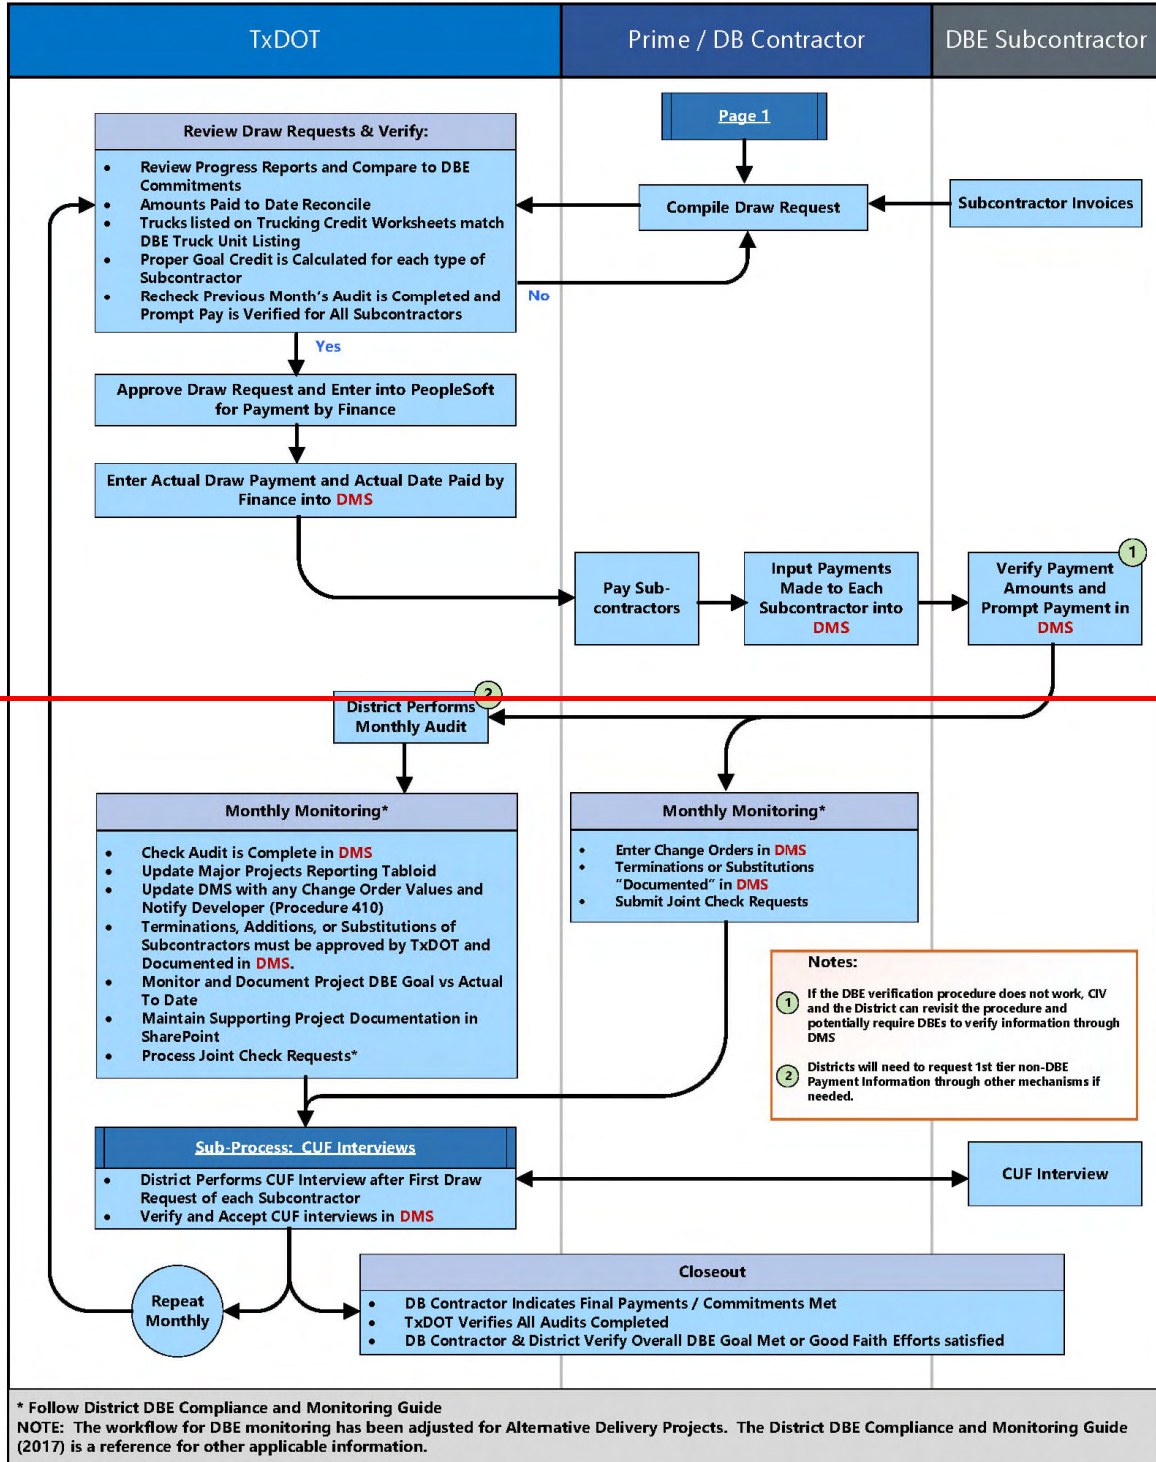 TxDOT
Prime / DB Contractor
DBE Subcontractor
Page 1
Review Draw Requests & Verify:
• Review Progress Reports and Compare to DBE
Commitments
• Amounts Paid to Date Reconcile
• Trucks listed on Trucking Credit Worksheets match
DBE Truck Unit Listing
• Proper Goal Credit is Calculated for each type of
Subcontractor
• Recheck Previous Month's Audit is Completed and
Prompt Pay is Verified for All Subcontractors
Compile Draw Request
Subcontractor Invoices
No
Yes
Approve Draw Request and Enter into PeopleSoft
for Payment by Finance
Enter Actual Draw Payment and Actual Date Paid by
Finance into DMS
Pay Sub-
contractors
Input Payments
Made to Each
Subcontractor into
DMS
1
Verify Payment
Amounts and
Prompt Payment in
DMS
2
District Performs
Monthly Audit
Monthly Monitoring*
• Check Audit is Complete in DMS
• Update Major Projects Reporting Tabloid
• Update DMS with any Change Order Values and
Notify Developer (Procedure 410)
• Terminations, Additions, or Substitutions of
Subcontractors must be approved by TxDOT and
Documented in DMS.
• Monitor and Document Project DBE Goal vs Actual
To Date
• Maintain Supporting Project Documentation in
SharePoint
• Process Joint Check Requests*
Monthly Monitoring*
• Enter Change Orders in DMS
• Terminations or Substitutions
"Documented" in DMS
• Submit Joint Check Requests
Notes:
1 If the DBE verification procedure does not work, CIV
and the District can revisit the procedure and
potentially require DBEs to verify information through
DMS
2 Districts will need to request 1st tier non-DBE
Payment Information through other mechanisms if
needed.
Sub-Process: CUF Interviews
• District Performs CUF Interview after First Draw
Request of each Subcontractor
• Verify and Accept CUF interviews in DMS
CUF Interview
Repeat
Monthly
Closeout
• DB Contractor Indicates Final Payments / Commitments Met
• TxDOT Verifies All Audits Completed
• DB Contractor & District Verify Overall DBE Goal Met or Good Faith Efforts satisfied
* Follow District DBE Compliance and Monitoring Guide
NOTE: The workflow for DBE monitoring has been adjusted for Alternative Delivery Projects. The District DBE Compliance and Monitoring Guide
(2017) is a reference for other applicable information.